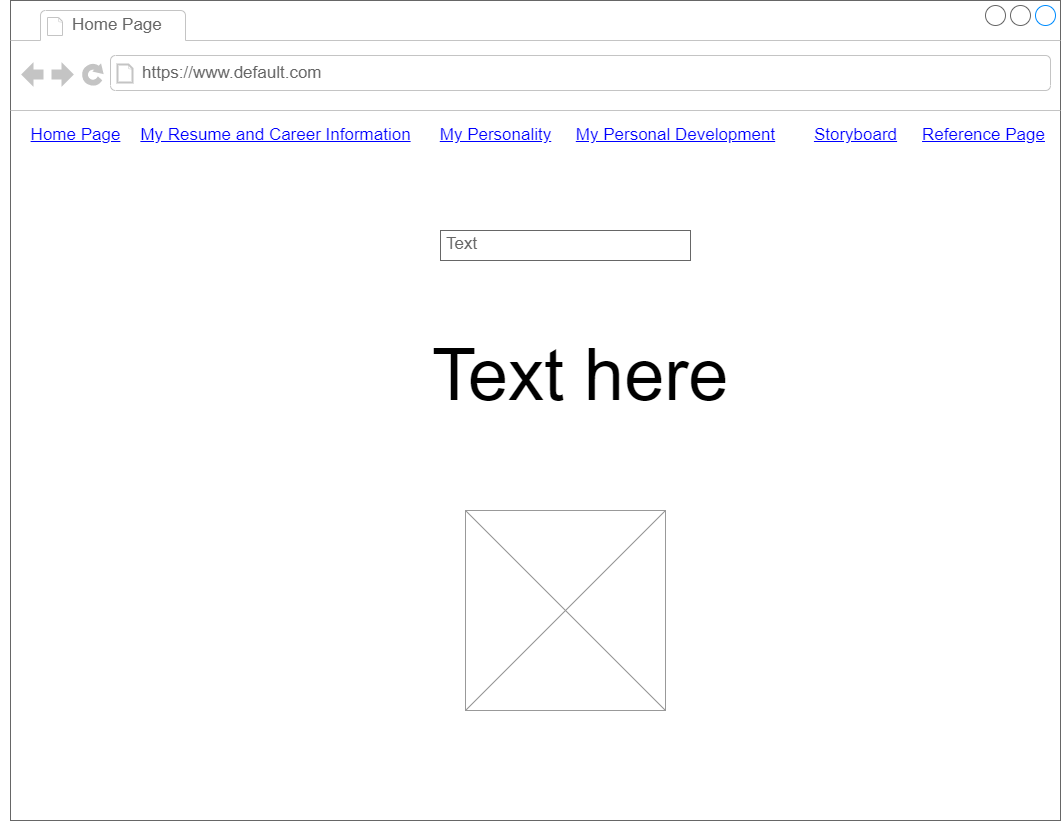 Home Page
https://www.default.com
Home Page My Resume and Career Information My Personality My Personal Development Storyboard Reference Page
Text
Text here